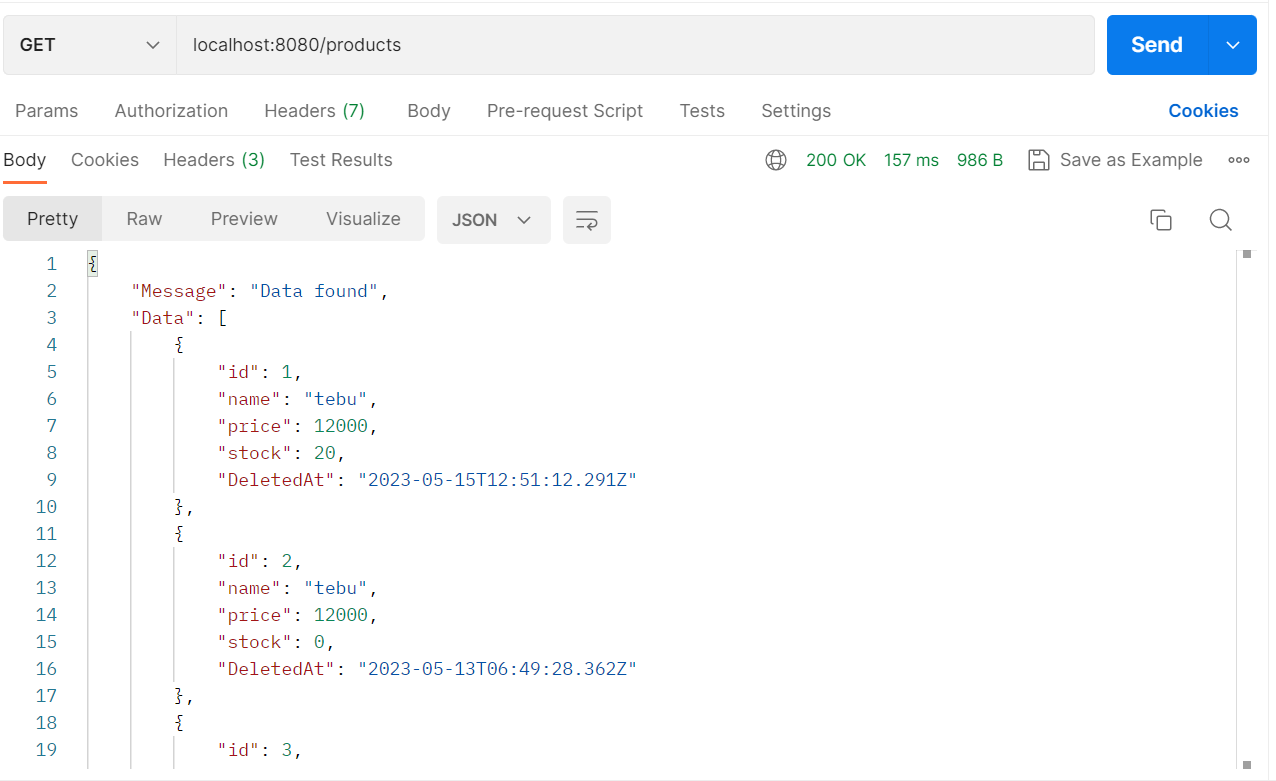 GET localhost:8080/products Send
Params Authorization Headers (7) Body Pre-request Script Tests Settings Cookies
Body Cookies Headers (3) Test Results 200 OK 157 ms 986 B Save as Example
Pretty Raw Preview Visualize JSON
1 {
2 "Message": "Data found",
3 "Data": [
4 {
5 "id": 1,
6 "name": "tebu",
7 "price": 12000,
8 "stock": 20,
9 "DeletedAt": "2023-05-15T12:51:12.291Z"
10 },
11 {
12 "id": 2,
13 "name": "tebu",
14 "price": 12000,
15 "stock": 0,
16 "DeletedAt": "2023-05-13T06:49:28.362Z"
17 },
18 {
19 "id": 3,